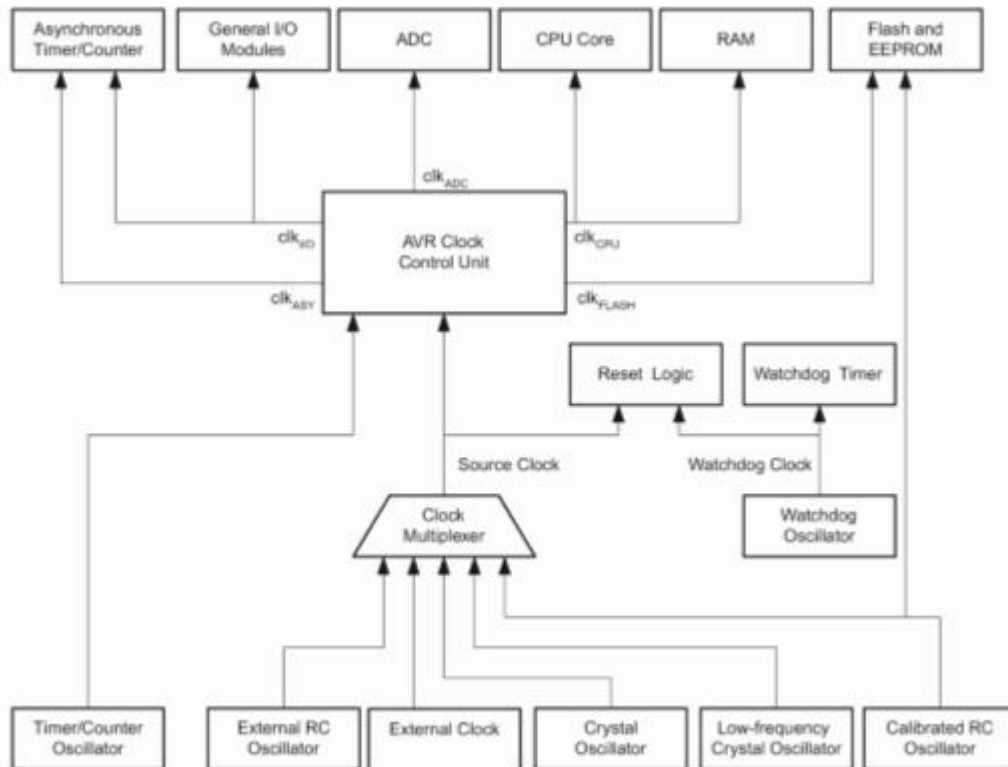 Asynchronous
Timer/Counter
General I/O
Modules
ADC
CPU Core
RAM
Flash and
EEPROM
clkADC
AVR Clock
Control Unit
clkI/O
clkCPU
clkASY
clkFLASH
Reset Logic
Watchdog Timer
Source Clock
Watchdog Clock
Clock
Multiplexer
Watchdog
Oscillator
Timer/Counter
Oscillator
External RC
Oscillator
External Clock
Crystal
Oscillator
Low-frequency
Crystal Oscillator
Calibrated RC
Oscillator